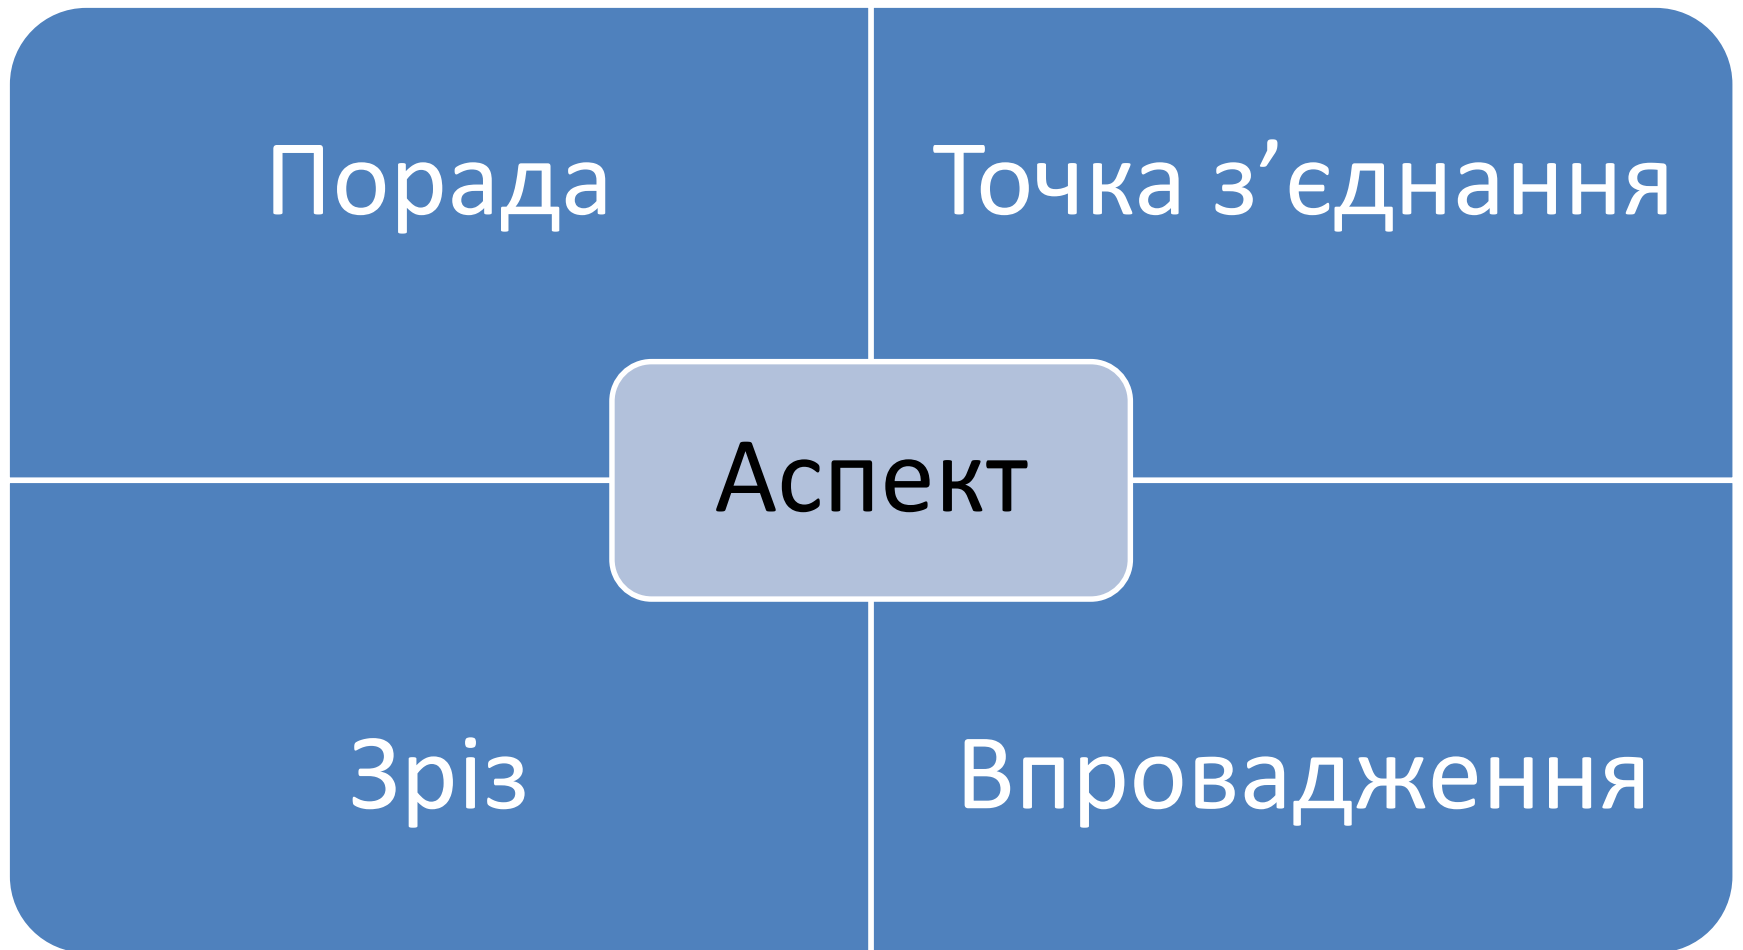 Порада
Точка з’єднання
Аспект
Зріз
Впровадження